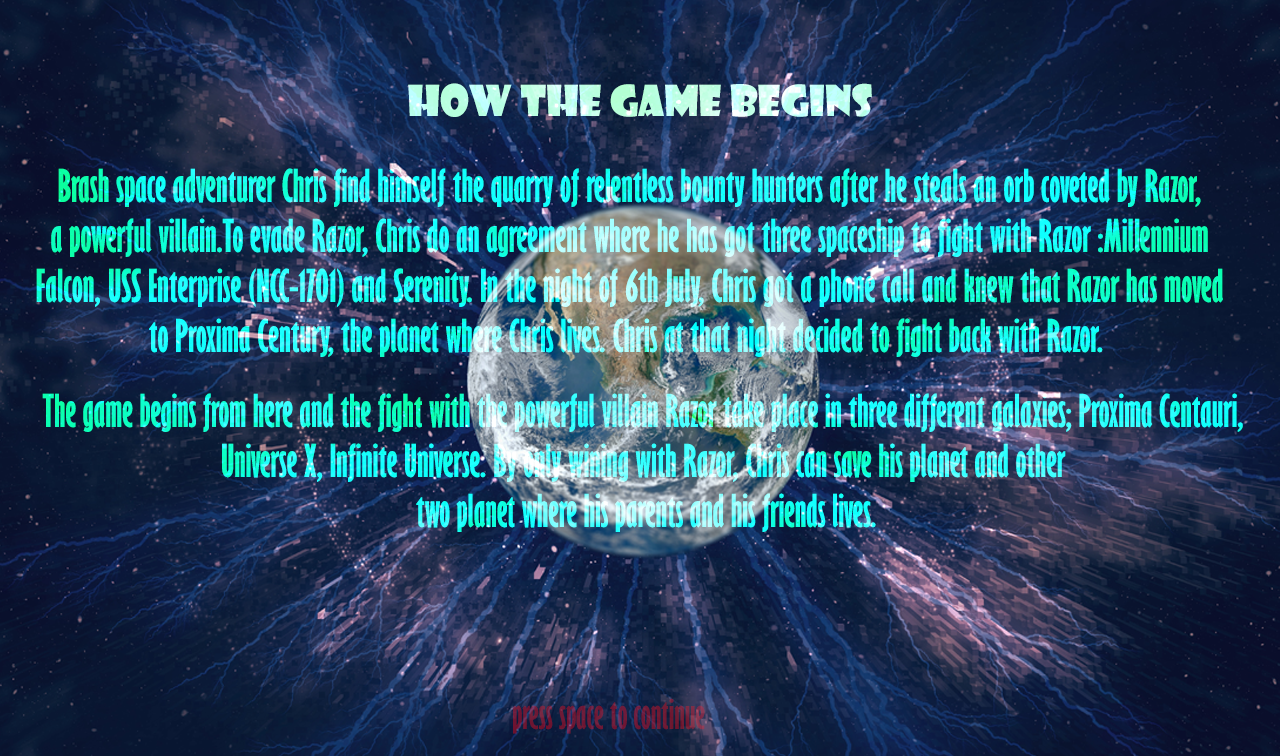 HOW THE GAME BEGINS
Brash space adventurer Chris find himself the quarry of relentless bounty hunters after he steals an orb coveted by Razor,
a powerful villain.To evade Razor, Chris do an agreement where he has got three spaceship to fight with Razor :Millennium
Falcon, USS Enterprise (NCC-1701) and Serenity. In the night of 6th July, Chris got a phone call and knew that Razor has moved
to Proxima Century, the planet where Chris lives. Chris at that night decided to fight back with Razor.
The game begins from here and the fight with the powerful villain Razor take place in three different galaxies; Proxima Centauri,
Universe X, Infinite Universe. By only wining with Razor, Chris can save his planet and other
two planet where his parents and his friends lives.
press space to continue